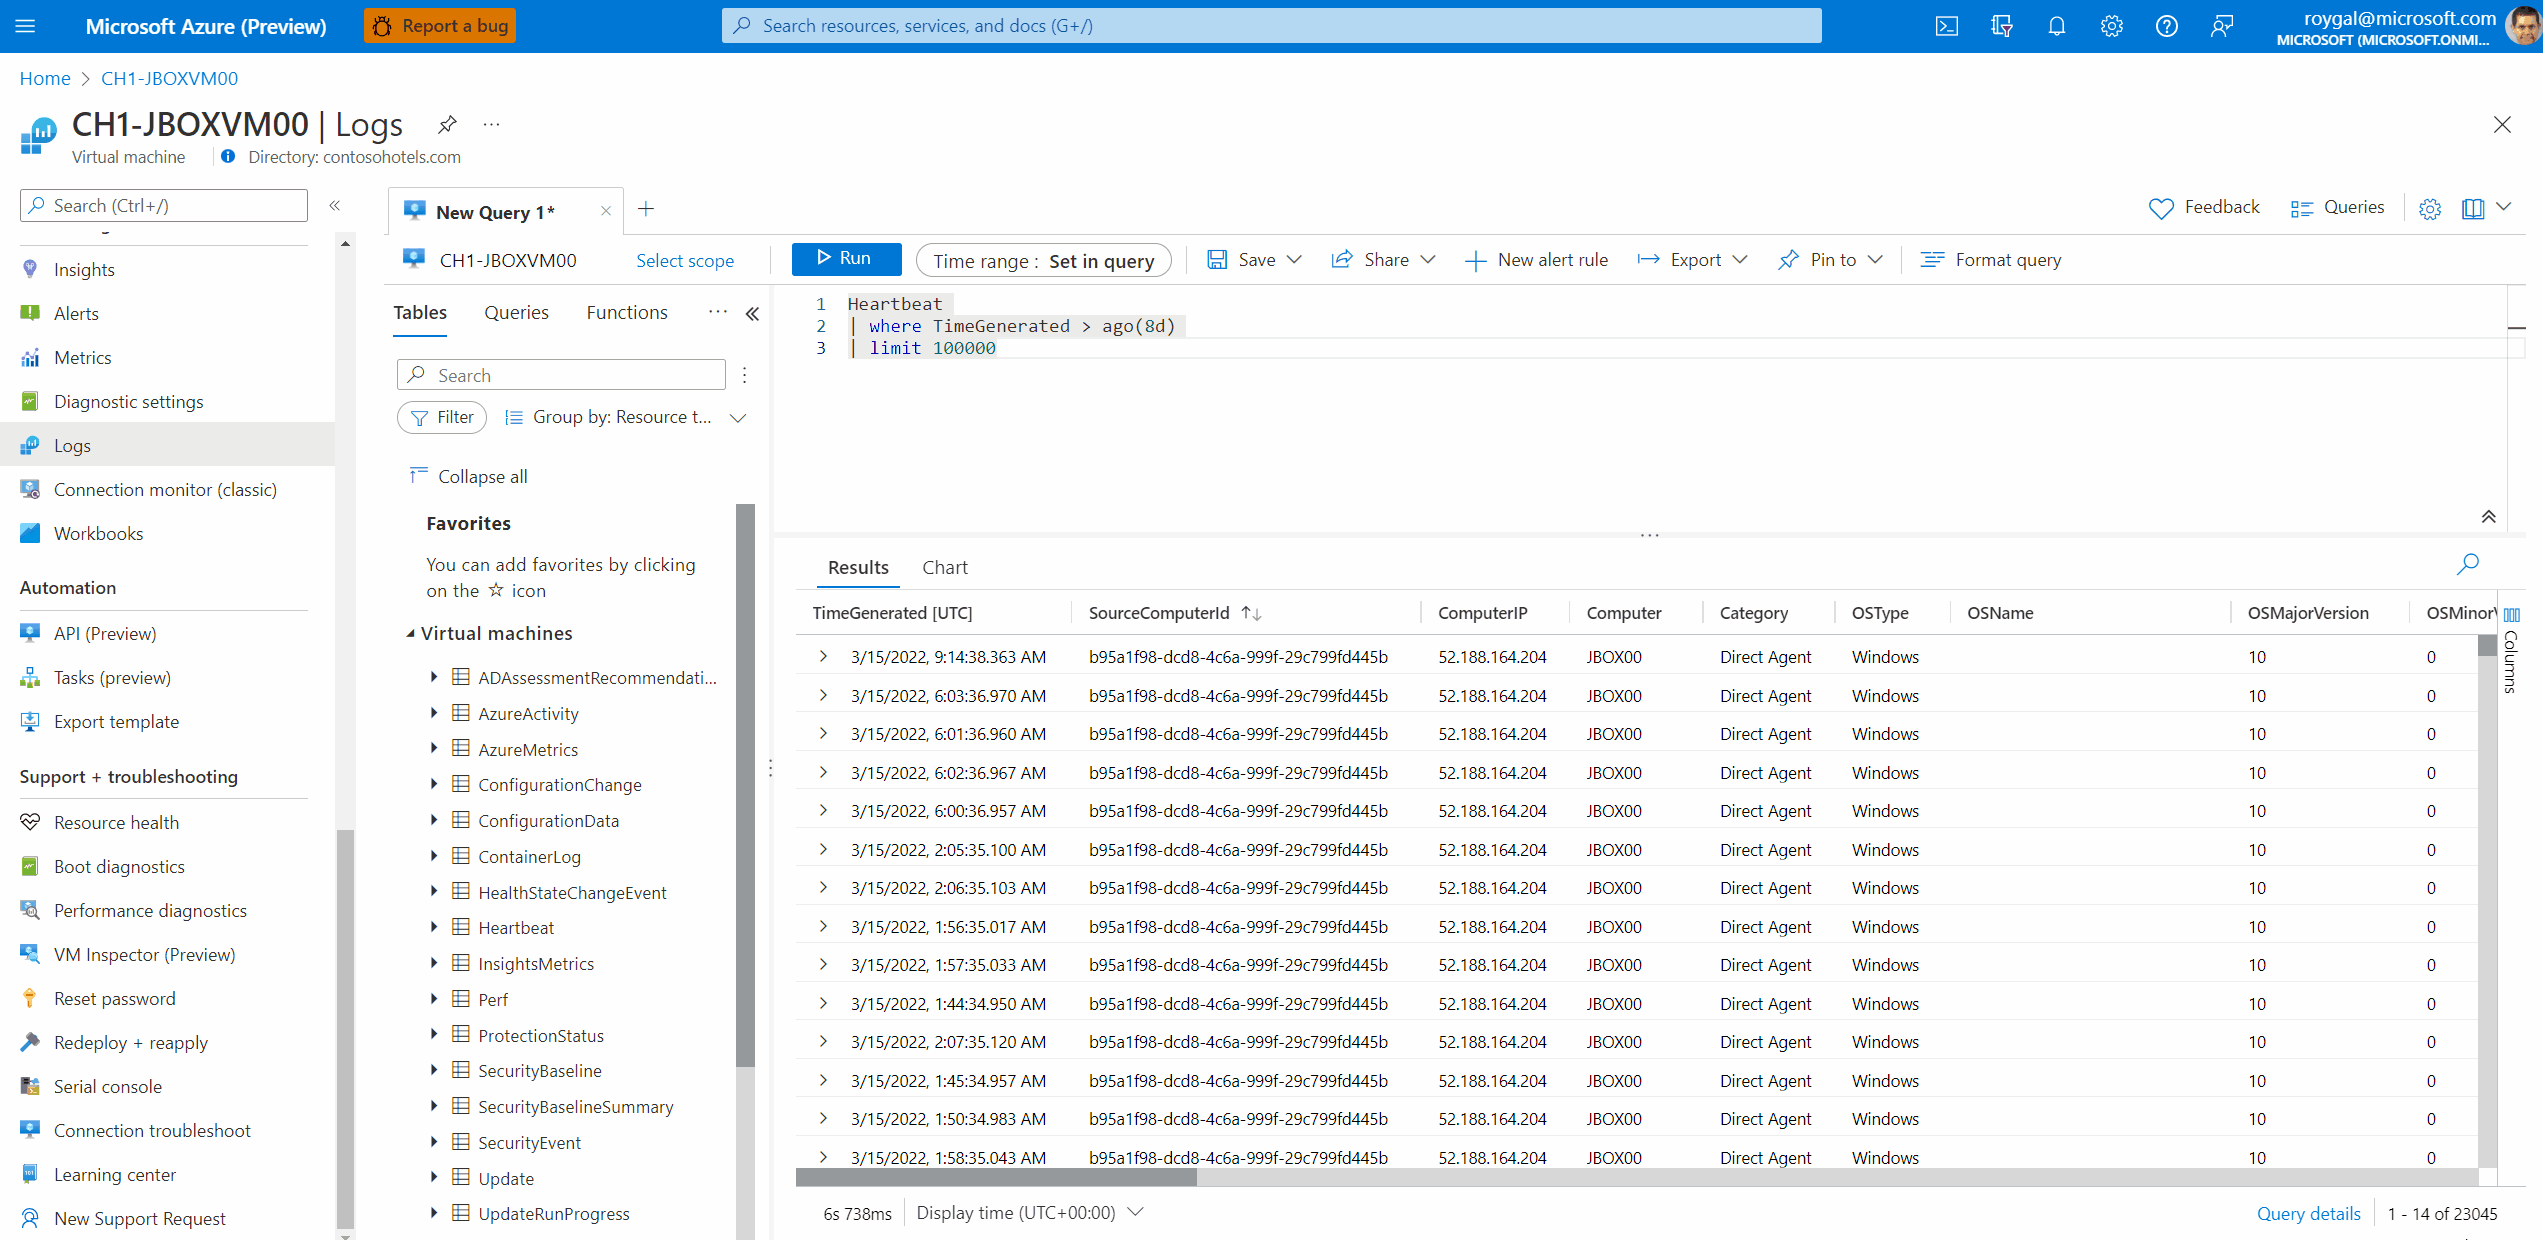 Microsoft Azure (Preview)
Report a bug
Search resources, services, and docs (G+/)
roygal@microsoft.com
MICROSOFT (MICROSOFT.ONMI...
Home > CH1-JBOXVM00
CH1-JBOXVM00 | Logs
Virtual machine
Directory: contosohotels.com
Search (Ctrl+/)
Insights
Alerts
Metrics
Diagnostic settings
Logs
Connection monitor (classic)
Workbooks
Automation
API (Preview)
Tasks (preview)
Export template
Support + troubleshooting
Resource health
Boot diagnostics
Performance diagnostics
VM Inspector (Preview)
Reset password
Redeploy + reapply
Serial console
Connection troubleshoot
Learning center
New Support Request
New Query 1*
Feedback
Queries
CH1-JBOXVM00
Select scope
Run
Time range : Set in query
Save
Share
New alert rule
Export
Pin to
Format query
Tables
Queries
Functions
Search
Filter
Group by: Resource t...
Collapse all
Favorites
You can add favorites by clicking
on the ☆ icon
Virtual machines
ADAssessmentRecommendati...
AzureActivity
AzureMetrics
ConfigurationChange
ConfigurationData
ContainerLog
HealthStateChangeEvent
Heartbeat
InsightsMetrics
Perf
ProtectionStatus
SecurityBaseline
SecurityBaselineSummary
SecurityEvent
Update
UpdateRunProgress
1 Heartbeat
2 | where TimeGenerated > ago(8d)
3 | limit 100000
Results
Chart
TimeGenerated [UTC] SourceComputerId ComputerIP Computer Category OSType OSName OSMajorVersion OSMinorV
3/15/2022, 9:14:38.363 AM b95a1f98-dcd8-4c6a-999f-29c799fd445b 52.188.164.204 JBOX00 Direct Agent Windows 10 0
3/15/2022, 6:03:36.970 AM b95a1f98-dcd8-4c6a-999f-29c799fd445b 52.188.164.204 JBOX00 Direct Agent Windows 10 0
3/15/2022, 6:01:36.960 AM b95a1f98-dcd8-4c6a-999f-29c799fd445b 52.188.164.204 JBOX00 Direct Agent Windows 10 0
3/15/2022, 6:02:36.967 AM b95a1f98-dcd8-4c6a-999f-29c799fd445b 52.188.164.204 JBOX00 Direct Agent Windows 10 0
3/15/2022, 6:00:36.957 AM b95a1f98-dcd8-4c6a-999f-29c799fd445b 52.188.164.204 JBOX00 Direct Agent Windows 10 0
3/15/2022, 2:05:35.100 AM b95a1f98-dcd8-4c6a-999f-29c799fd445b 52.188.164.204 JBOX00 Direct Agent Windows 10 0
3/15/2022, 2:06:35.103 AM b95a1f98-dcd8-4c6a-999f-29c799fd445b 52.188.164.204 JBOX00 Direct Agent Windows 10 0
3/15/2022, 1:56:35.017 AM b95a1f98-dcd8-4c6a-999f-29c799fd445b 52.188.164.204 JBOX00 Direct Agent Windows 10 0
3/15/2022, 1:57:35.033 AM b95a1f98-dcd8-4c6a-999f-29c799fd445b 52.188.164.204 JBOX00 Direct Agent Windows 10 0
3/15/2022, 1:44:34.950 AM b95a1f98-dcd8-4c6a-999f-29c799fd445b 52.188.164.204 JBOX00 Direct Agent Windows 10 0
3/15/2022, 2:07:35.120 AM b95a1f98-dcd8-4c6a-999f-29c799fd445b 52.188.164.204 JBOX00 Direct Agent Windows 10 0
3/15/2022, 1:45:34.957 AM b95a1f98-dcd8-4c6a-999f-29c799fd445b 52.188.164.204 JBOX00 Direct Agent Windows 10 0
3/15/2022, 1:50:34.983 AM b95a1f98-dcd8-4c6a-999f-29c799fd445b 52.188.164.204 JBOX00 Direct Agent Windows 10 0
3/15/2022, 1:58:35.043 AM b95a1f98-dcd8-4c6a-999f-29c799fd445b 52.188.164.204 JBOX00 Direct Agent Windows 10 0
Columns
6s 738ms
Display time (UTC+00:00)
Query details
1 - 14 of 23045